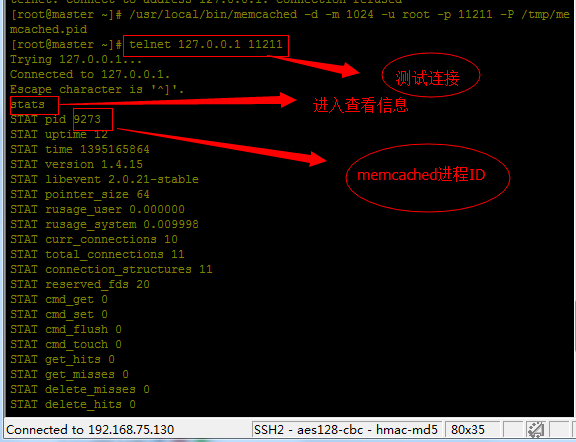 telnet: connect to address 127.0.0.1: Connection refused
[root@master ~]# /usr/local/bin/memcached -d -m 1024 -u root -p 11211 -P /tmp/me
mcached.pid
[root@master ~]# telnet 127.0.0.1 11211
Trying 127.0.0.1...
测试连接
Connected to 127.0.0.1.
Escape character is '^]'.
stats
进入查看信息
STAT pid 9273
STAT uptime 12
STAT time 1395165864
STAT version 1.4.15
STAT libevent 2.0.21-stable
memcached进程ID
STAT pointer_size 64
STAT rusage_user 0.000000
STAT rusage_system 0.009998
STAT curr_connections 10
STAT total_connections 11
STAT connection_structures 11
STAT reserved_fds 20
STAT cmd_get 0
STAT cmd_set 0
STAT cmd_flush 0
STAT cmd_touch 0
STAT get_hits 0
STAT get_misses 0
STAT delete_misses 0
STAT delete_hits 0
Connected to 192.168.75.130 SSH2 - aes128-cbc - hmac-md5 80x35